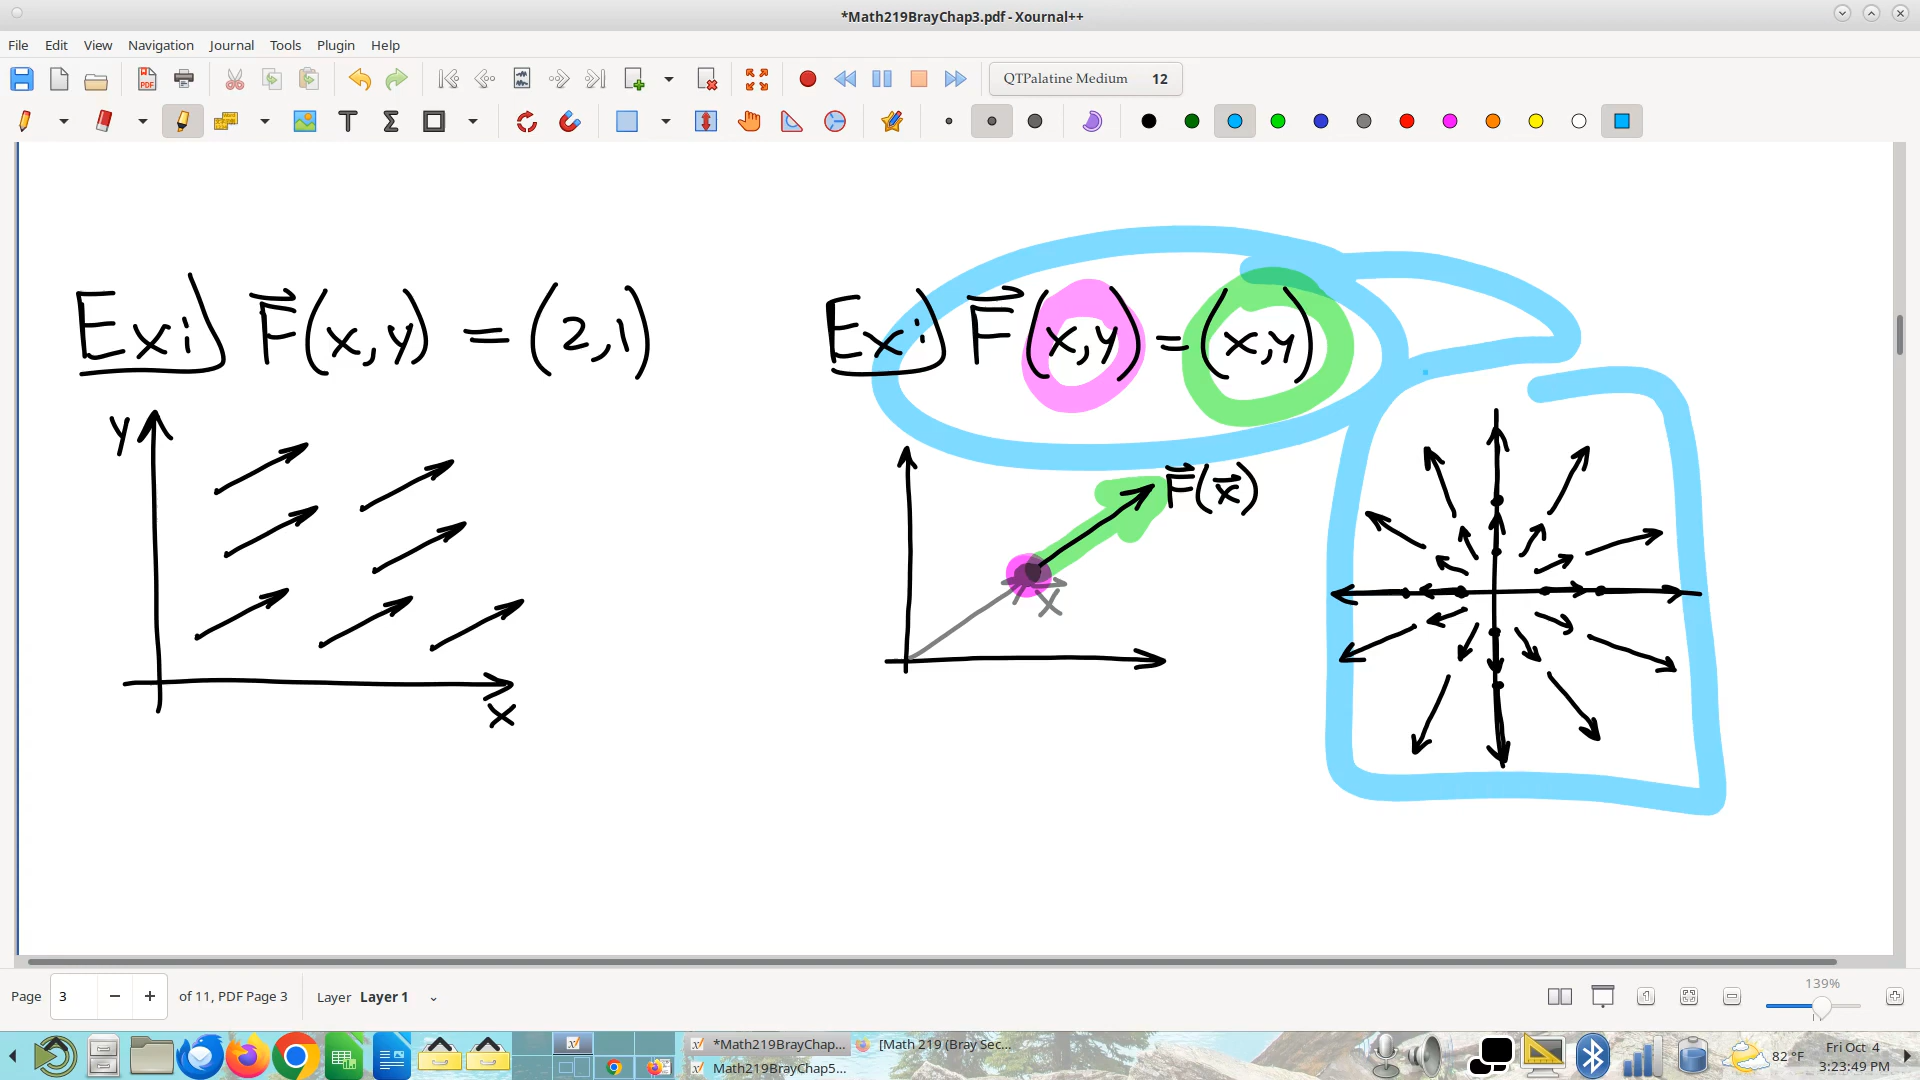 *Math219BrayChap3.pdf - Xournal++
File Edit View Navigation Journal Tools Plugin Help
QTPalatine Medium 12
Ex:) F⃗(x,y) = (2,1)
y
x
Ex:) F⃗(x,y) = (x,y)
F⃗(x⃗)
x
Page 3 of 11, PDF Page 3 Layer Layer 1
139%
*Math219BrayChap...
[Math 219 (Bray Sec...
Math219BrayChap5...
82 °F
Fri Oct 4
3:23:49 PM